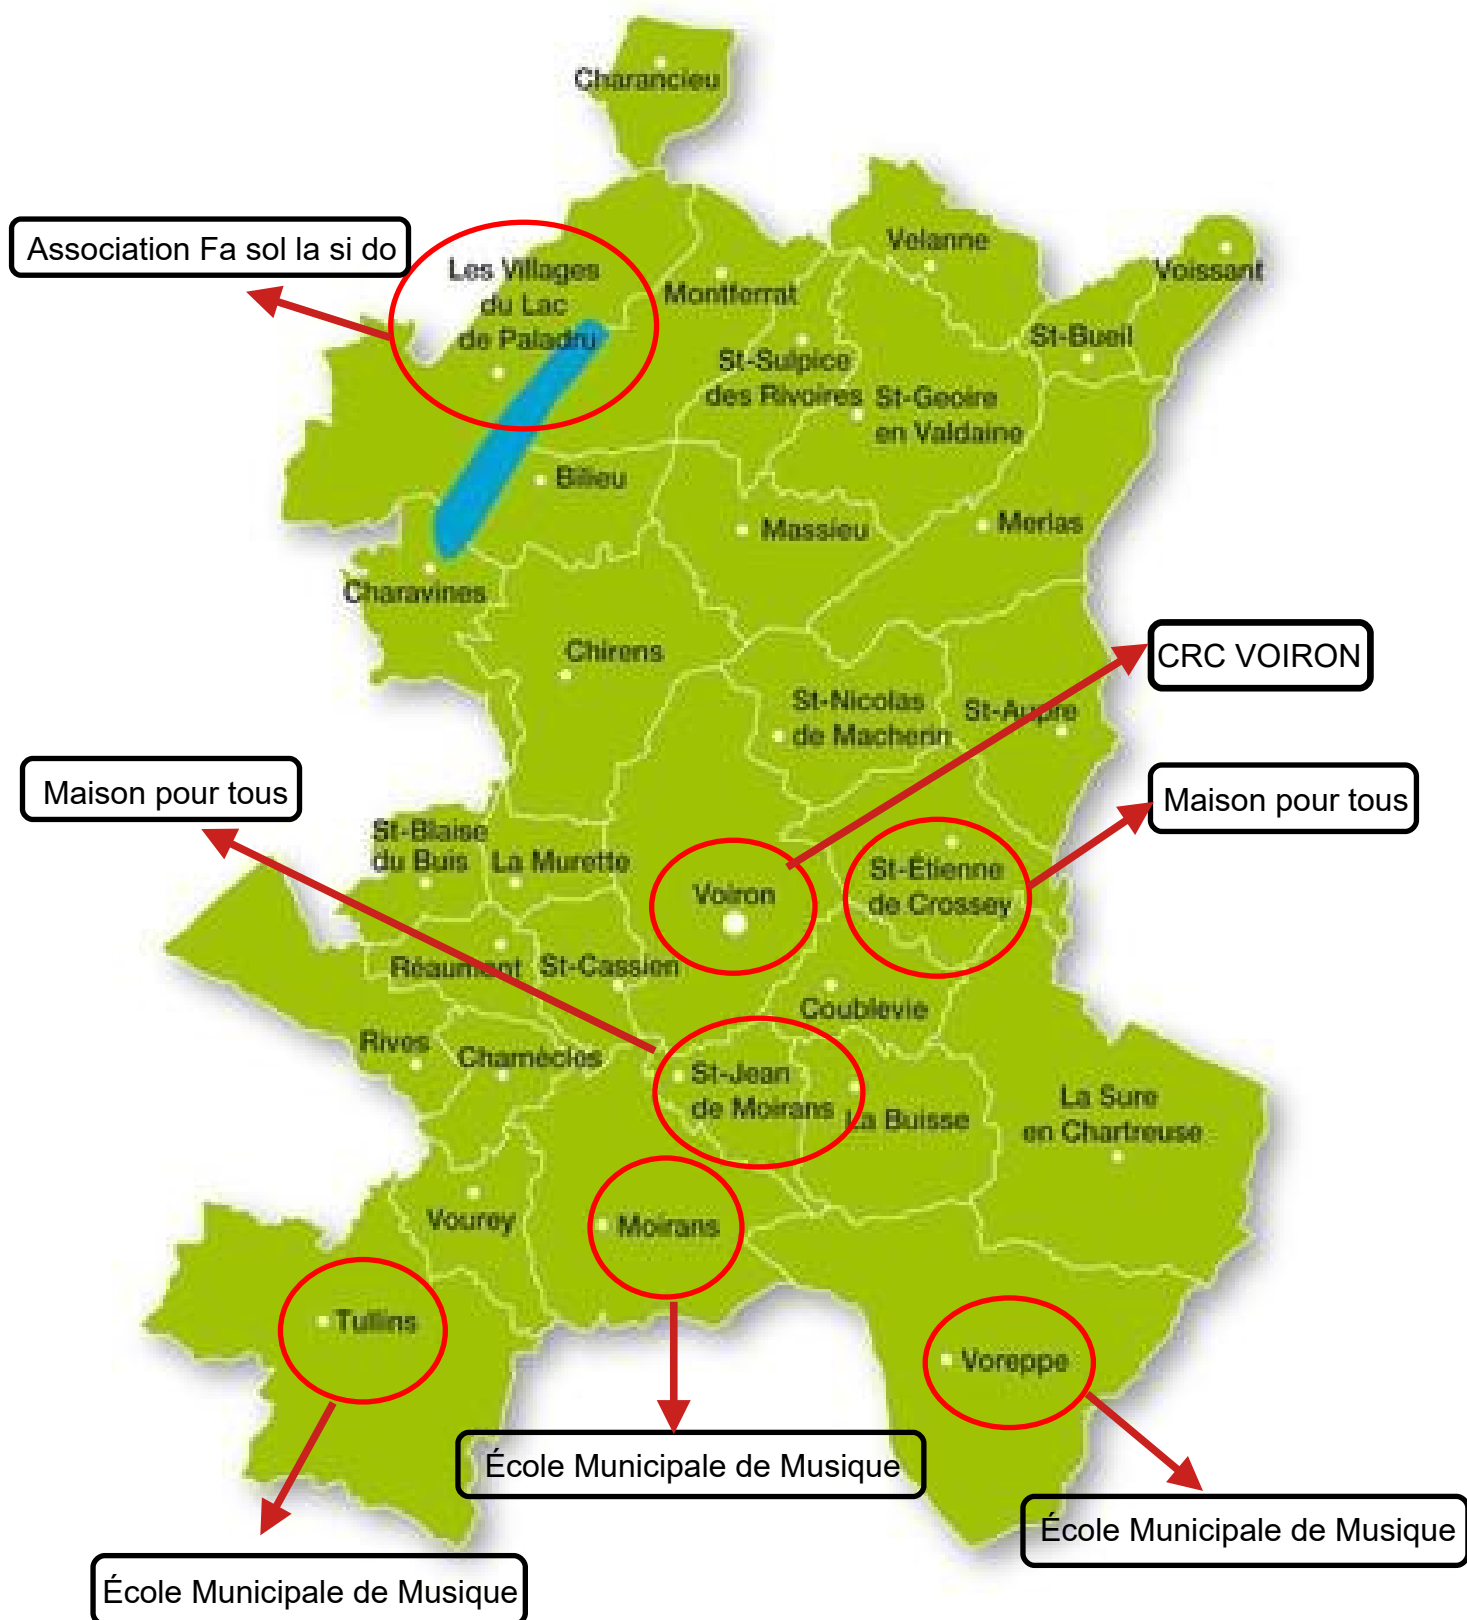 Charancieu
Association Fa sol la si do
Les Villages
du Lac
de Paladru
Montferrat
Velanne
Voissant
St-Bueil
St-Sulpice
des Rivoires
St-Geoire
en Valdaine
Bilieu
Massieu
Merlas
Charavines
Chirens
CRC VOIRON
St-Nicolas
de Macherin
St-Aupre
Maison pour tous
Maison pour tous
St-Blaise
du Buis
La Murette
Voiron
St-Étienne
de Crossey
Réaumont
St-Cassien
Coublevie
Rives
Charnècles
St-Jean
de Moirans
La Buisse
La Sure
en Chartreuse
Vourey
Moirans
Tullins
Voreppe
École Municipale de Musique
École Municipale de Musique
École Municipale de Musique